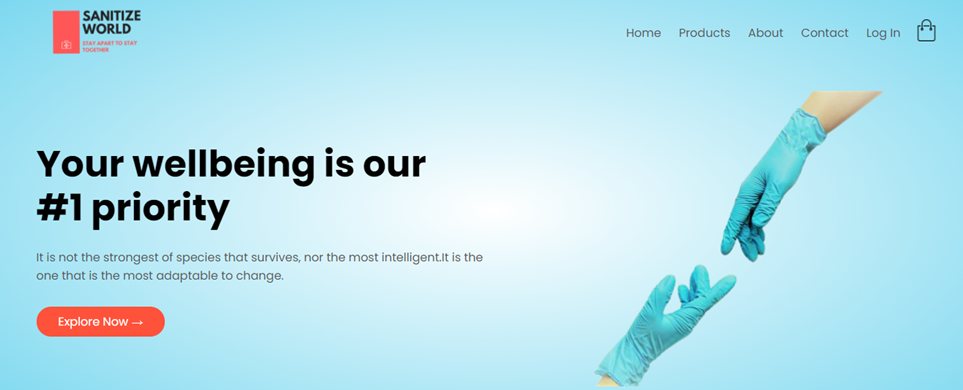 SANITIZE
WORLD
STAY APART TO STAY
TOGETHER
Home Products About Contact Log In
Your wellbeing is our
#1 priority
It is not the strongest of species that survives, nor the most intelligent.It is the
one that is the most adaptable to change.
Explore Now →